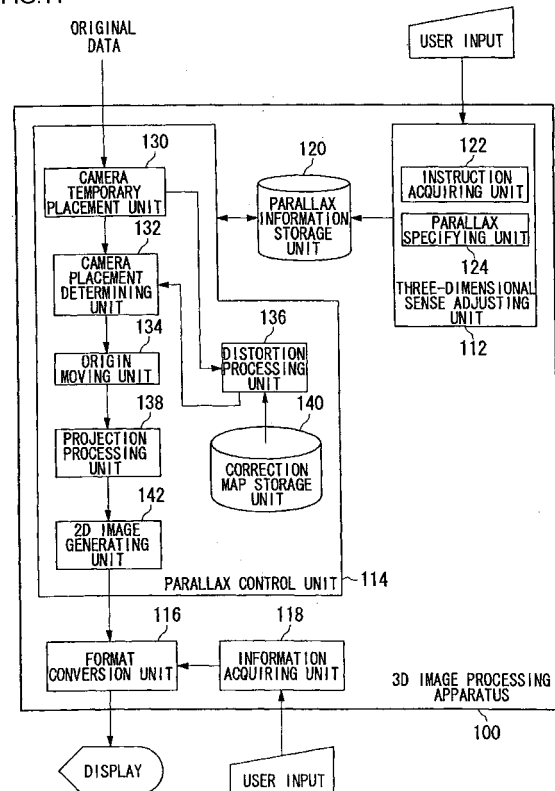 ORIGINAL
DATA
USER INPUT
130
CAMERA
TEMPORARY
PLACEMENT UNIT
132
CAMERA
PLACEMENT
DETERMINING
UNIT
134
ORIGIN
MOVING UNIT
138
PROJECTION
PROCESSING
UNIT
142
2D IMAGE
GENERATING
UNIT
120
PARALLAX
INFORMATION
STORAGE
UNIT
136
DISTORTION
PROCESSING
UNIT
140
CORRECTION
MAP STORAGE
UNIT
PARALLAX CONTROL UNIT
114
122
INSTRUCTION
ACQUIRING UNIT
PARALLAX
SPECIFYING UNIT
124
THREE-DIMENSIONAL
SENSE ADJUSTING
UNIT
112
116
FORMAT
CONVERSION UNIT
118
INFORMATION
ACQUIRING UNIT
3D IMAGE PROCESSING
APPARATUS
100
DISPLAY
USER INPUT